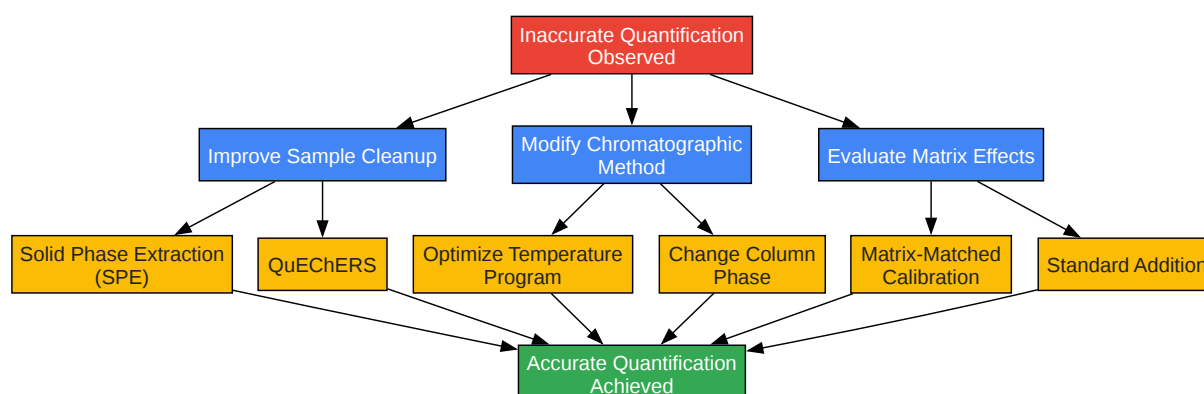 Inaccurate Quantification
Observed
Improve Sample Cleanup
Modify Chromatographic
Method
Evaluate Matrix Effects
Solid Phase Extraction
(SPE)
QuEChERS
Optimize Temperature
Program
Change Column
Phase
Matrix-Matched
Calibration
Standard Addition
Accurate Quantification
Achieved